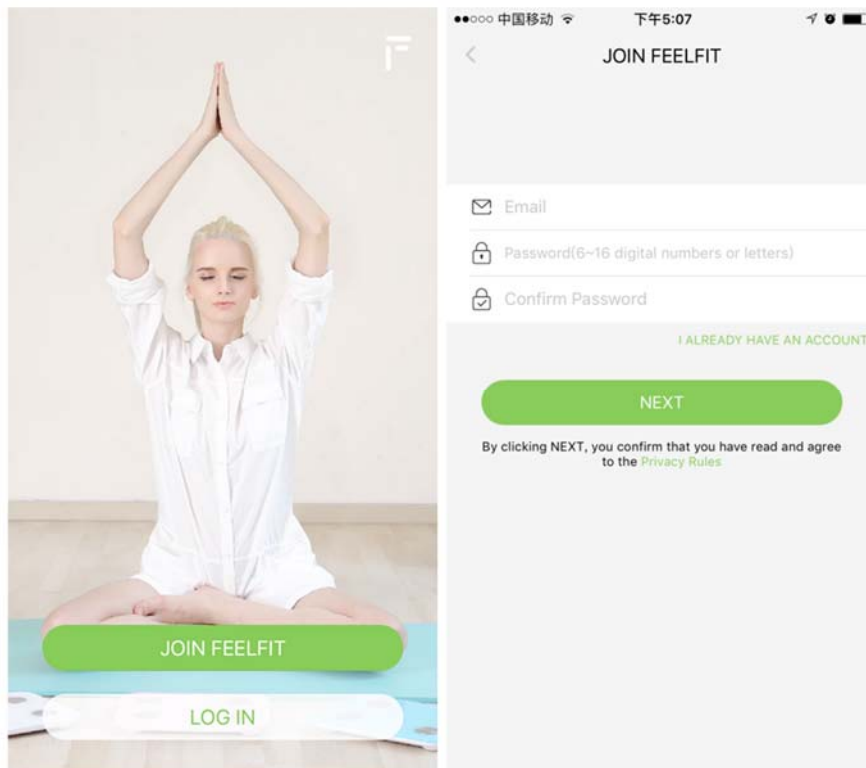 JOIN FEELFIT
LOG IN
中国移动 下午5:07
JOIN FEELFIT
Email
Password(6~16 digital numbers or letters)
Confirm Password
I ALREADY HAVE AN ACCOUNT
NEXT
By clicking NEXT, you confirm that you have read and agree
to the Privacy Rules